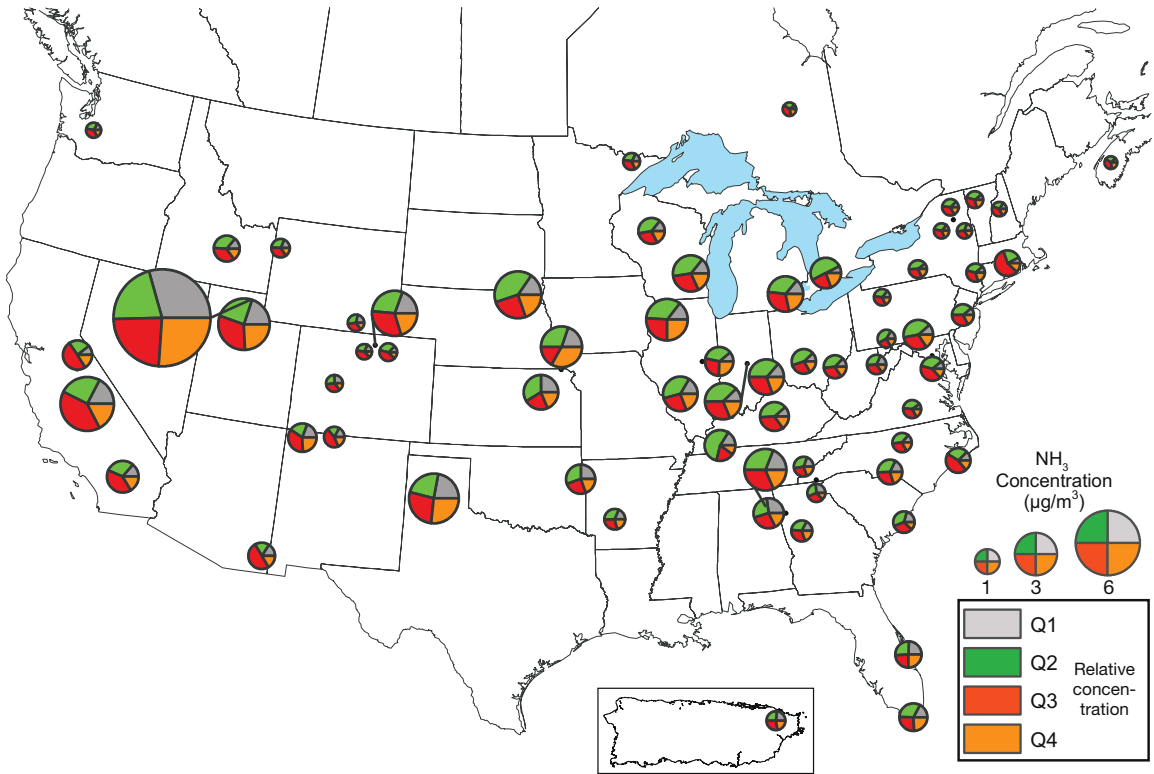 NH₃
Concentration
(µg/m³)
1
3
6
Q1
Q2
Q3
Q4
Relative
concen-
tration